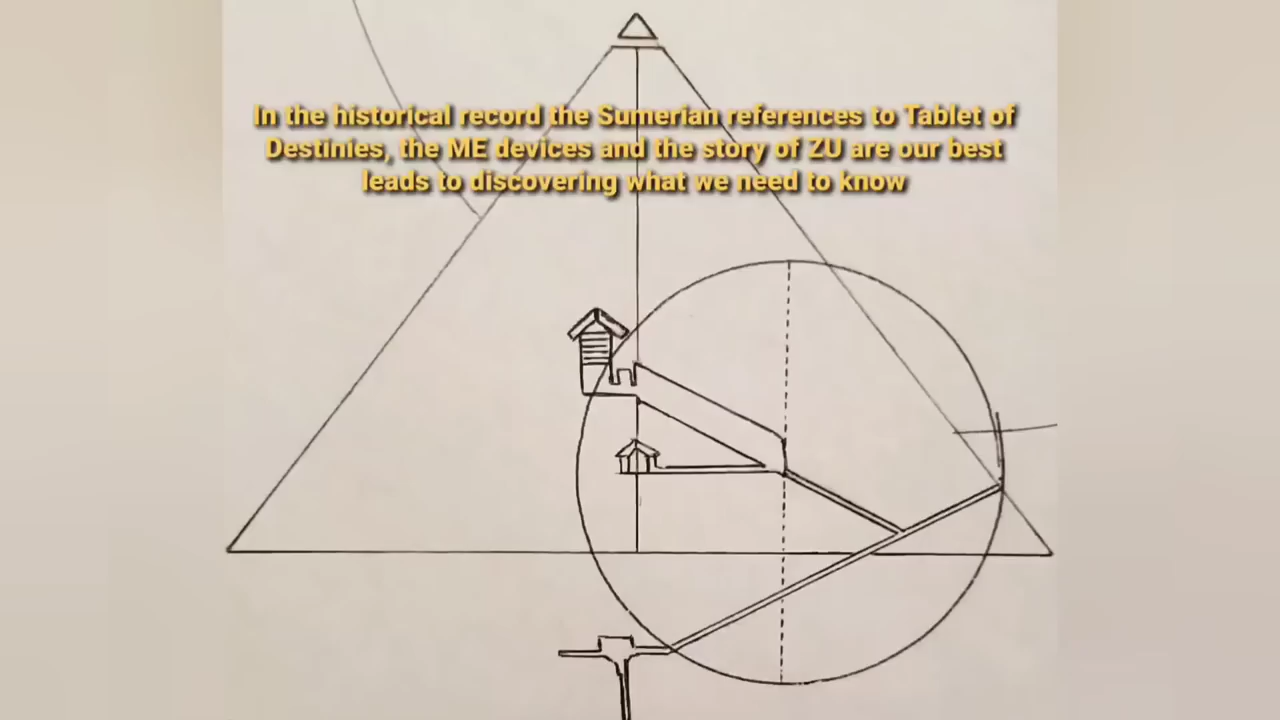 In the historical record the Sumerian references to Tablet of
Destinies, the ME devices and the story of ZU are our best
leads to discovering what we need to know